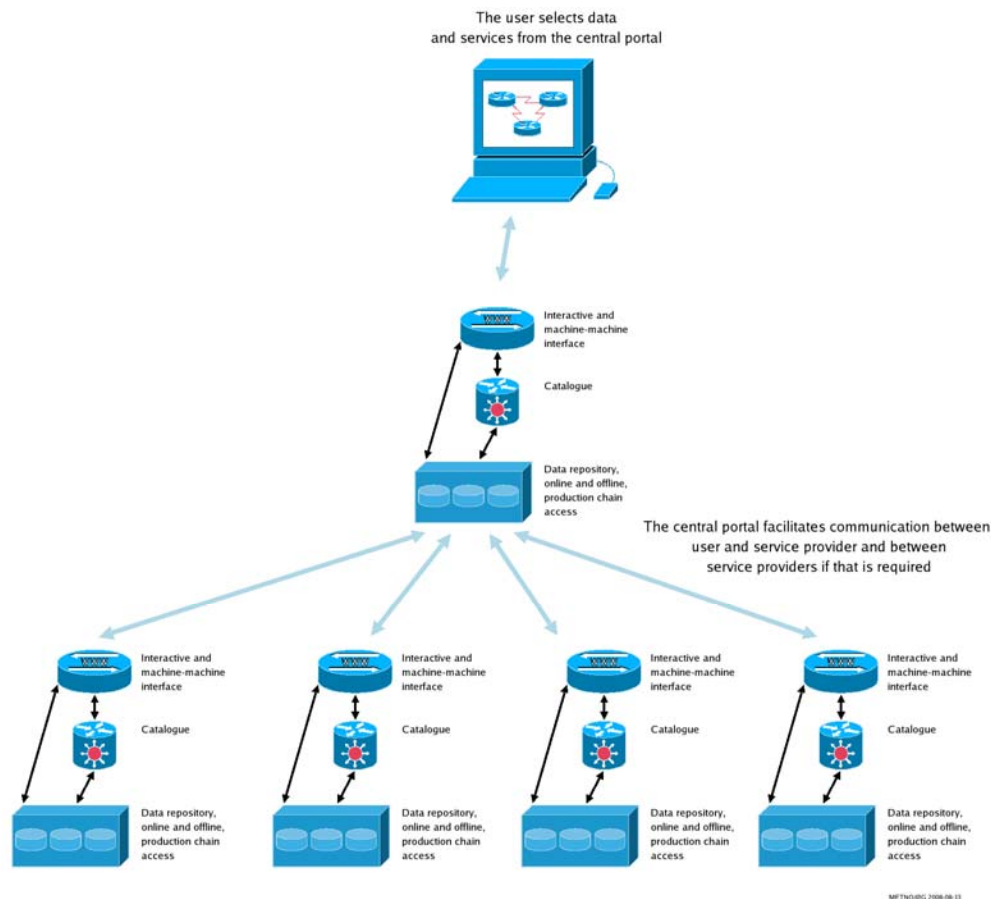 The user selects data
and services from the central portal
Interactive and
machine-machine
interface
Catalogue
Data repository,
online and offline,
production chain
access
The central portal facilitates communication between
user and service provider and between
service providers if that is required
Interactive and
machine-machine
interface
Catalogue
Data repository,
online and offline,
production chain
access
Interactive and
machine-machine
interface
Catalogue
Data repository,
online and offline,
production chain
access
Interactive and
machine-machine
interface
Catalogue
Data repository,
online and offline,
production chain
access
Interactive and
machine-machine
interface
Catalogue
Data repository,
online and offline,
production chain
access